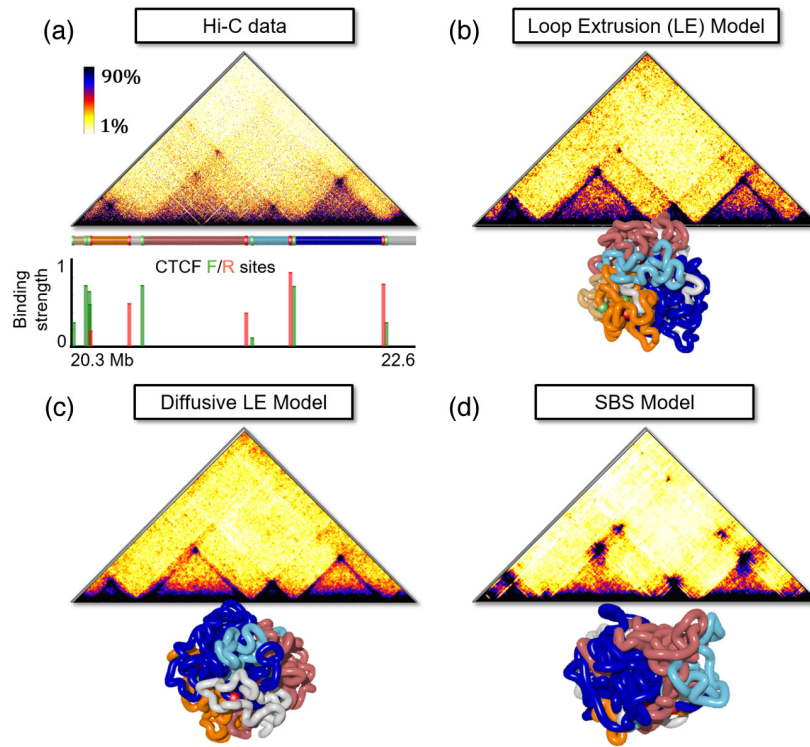 (a)
Hi-C data
90%
1%
CTCF F/R sites
Binding
strength
1
0
20.3 Mb
22.6
(b)
Loop Extrusion (LE) Model
(c)
Diffusive LE Model
(d)
SBS Model